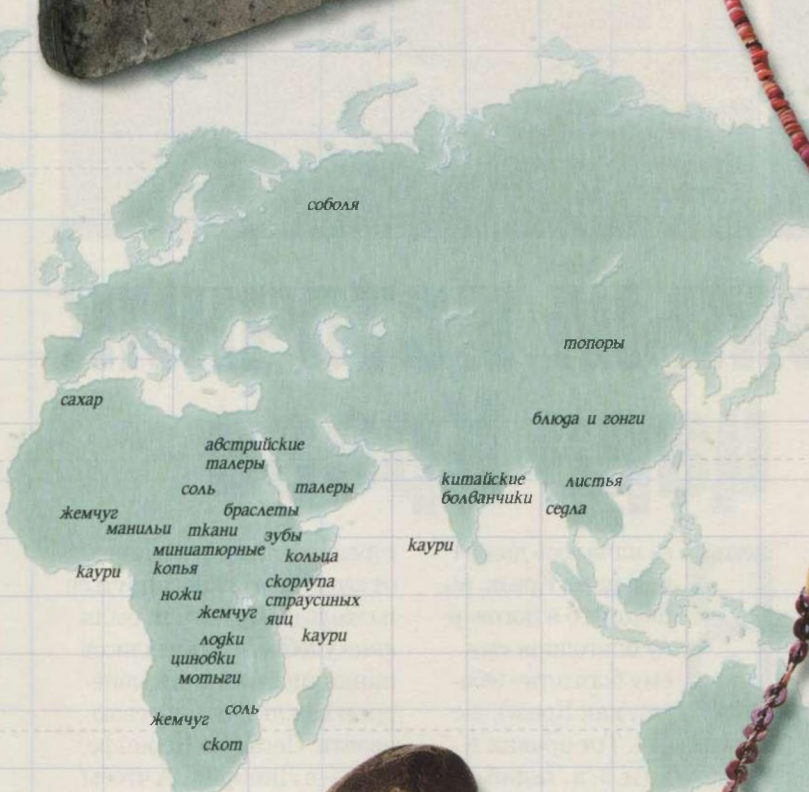 соболя
топоры
сахар
блюда и гонги
австрийские
талеры
китайские
болванчики
листья
соль
талеры
седла
жемчуг
браслеты
манильи
ткани
зубы
каури
миниатюрные
копья
кольца
каури
скорлупа
страусиных
яиц
ножи
жемчуг
каури
лодки
циновки
мотыги
соль
жемчуг
скот